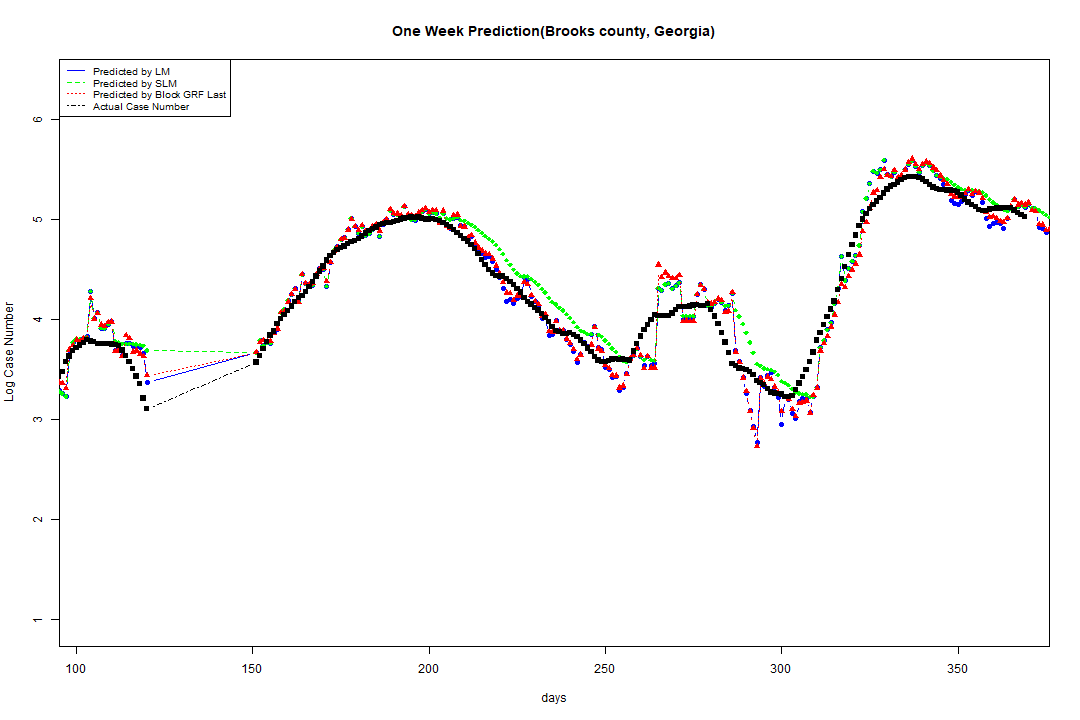 One Week Prediction(Brooks county, Georgia)
Predicted by LM
Predicted by SLM
Predicted by Block GRF Last
Actual Case Number
Log Case Number
6
5
4
3
2
1
100 150 200 250 300 350
days